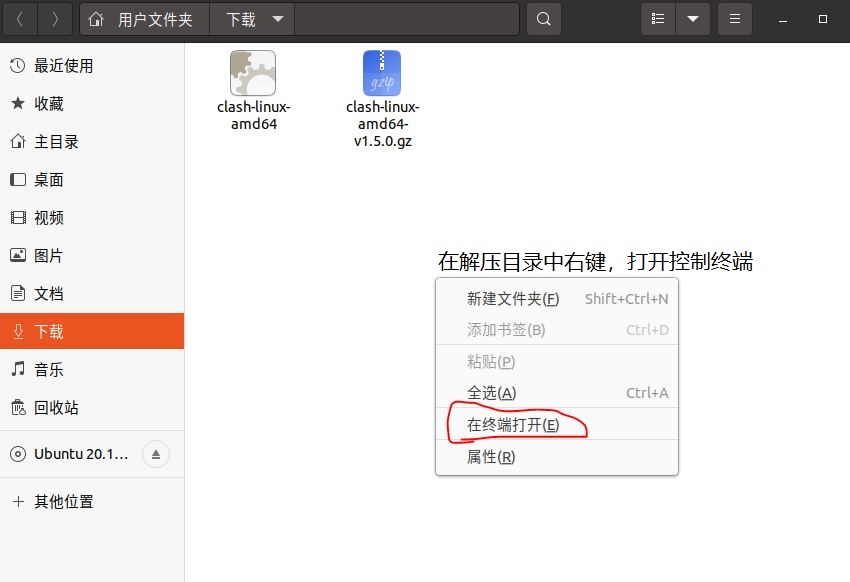 用户文件夹
下载
最近使用
收藏
主目录
桌面
视频
图片
文档
下载
音乐
回收站
Ubuntu 20.1...
其他位置
clash-linux-
amd64
gzip
clash-linux-
amd64-
v1.5.0.gz
在解压目录中右键，打开控制终端
新建文件夹(F) Shift+Ctrl+N
添加书签(B) Ctrl+D
粘贴(P)
全选(A) Ctrl+A
在终端打开(E)
属性(R)